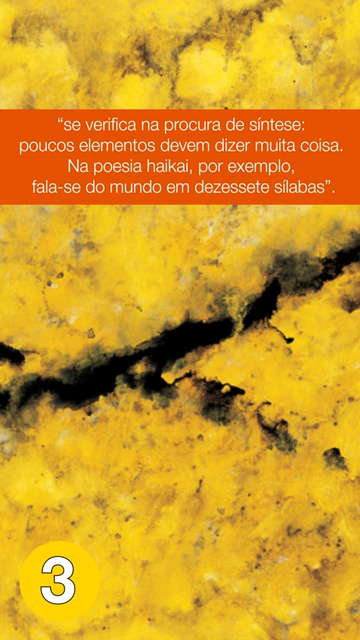 “se verifica na procura de síntese:
poucos elementos devem dizer muita coisa.
Na poesia haikai, por exemplo,
fala-se do mundo em dezessete sílabas”.
3